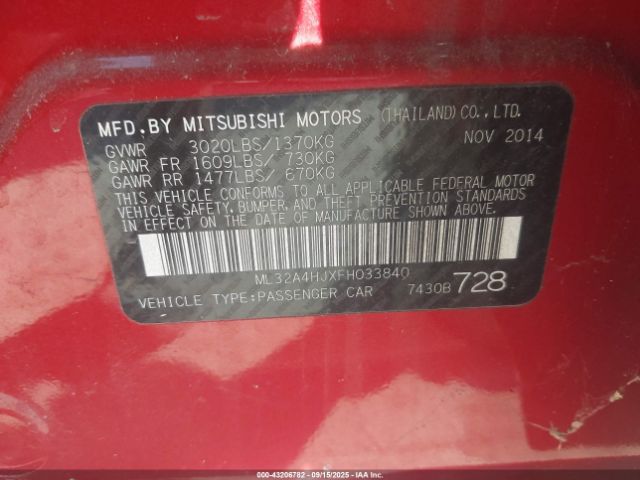 MFD. BY MITSUBISHI MOTORS (THAILAND) CO., LTD.
GVWR 3020LBS/1370KG NOV 2014
GAWR FR 1609LBS/ 730KG
GAWR RR 1477LBS/ 670KG
THIS VEHICLE CONFORMS TO ALL APPLICABLE FEDERAL MOTOR
VEHICLE SAFETY, BUMPER, AND THEFT PREVENTION STANDARDS
IN EFFECT ON THE DATE OF MANUFACTURE SHOWN ABOVE.
ML32A4HJXFH033840
VEHICLE TYPE:PASSENGER CAR 7430B 728
000-43206782 - 09/15/2025 - IAAI.COM